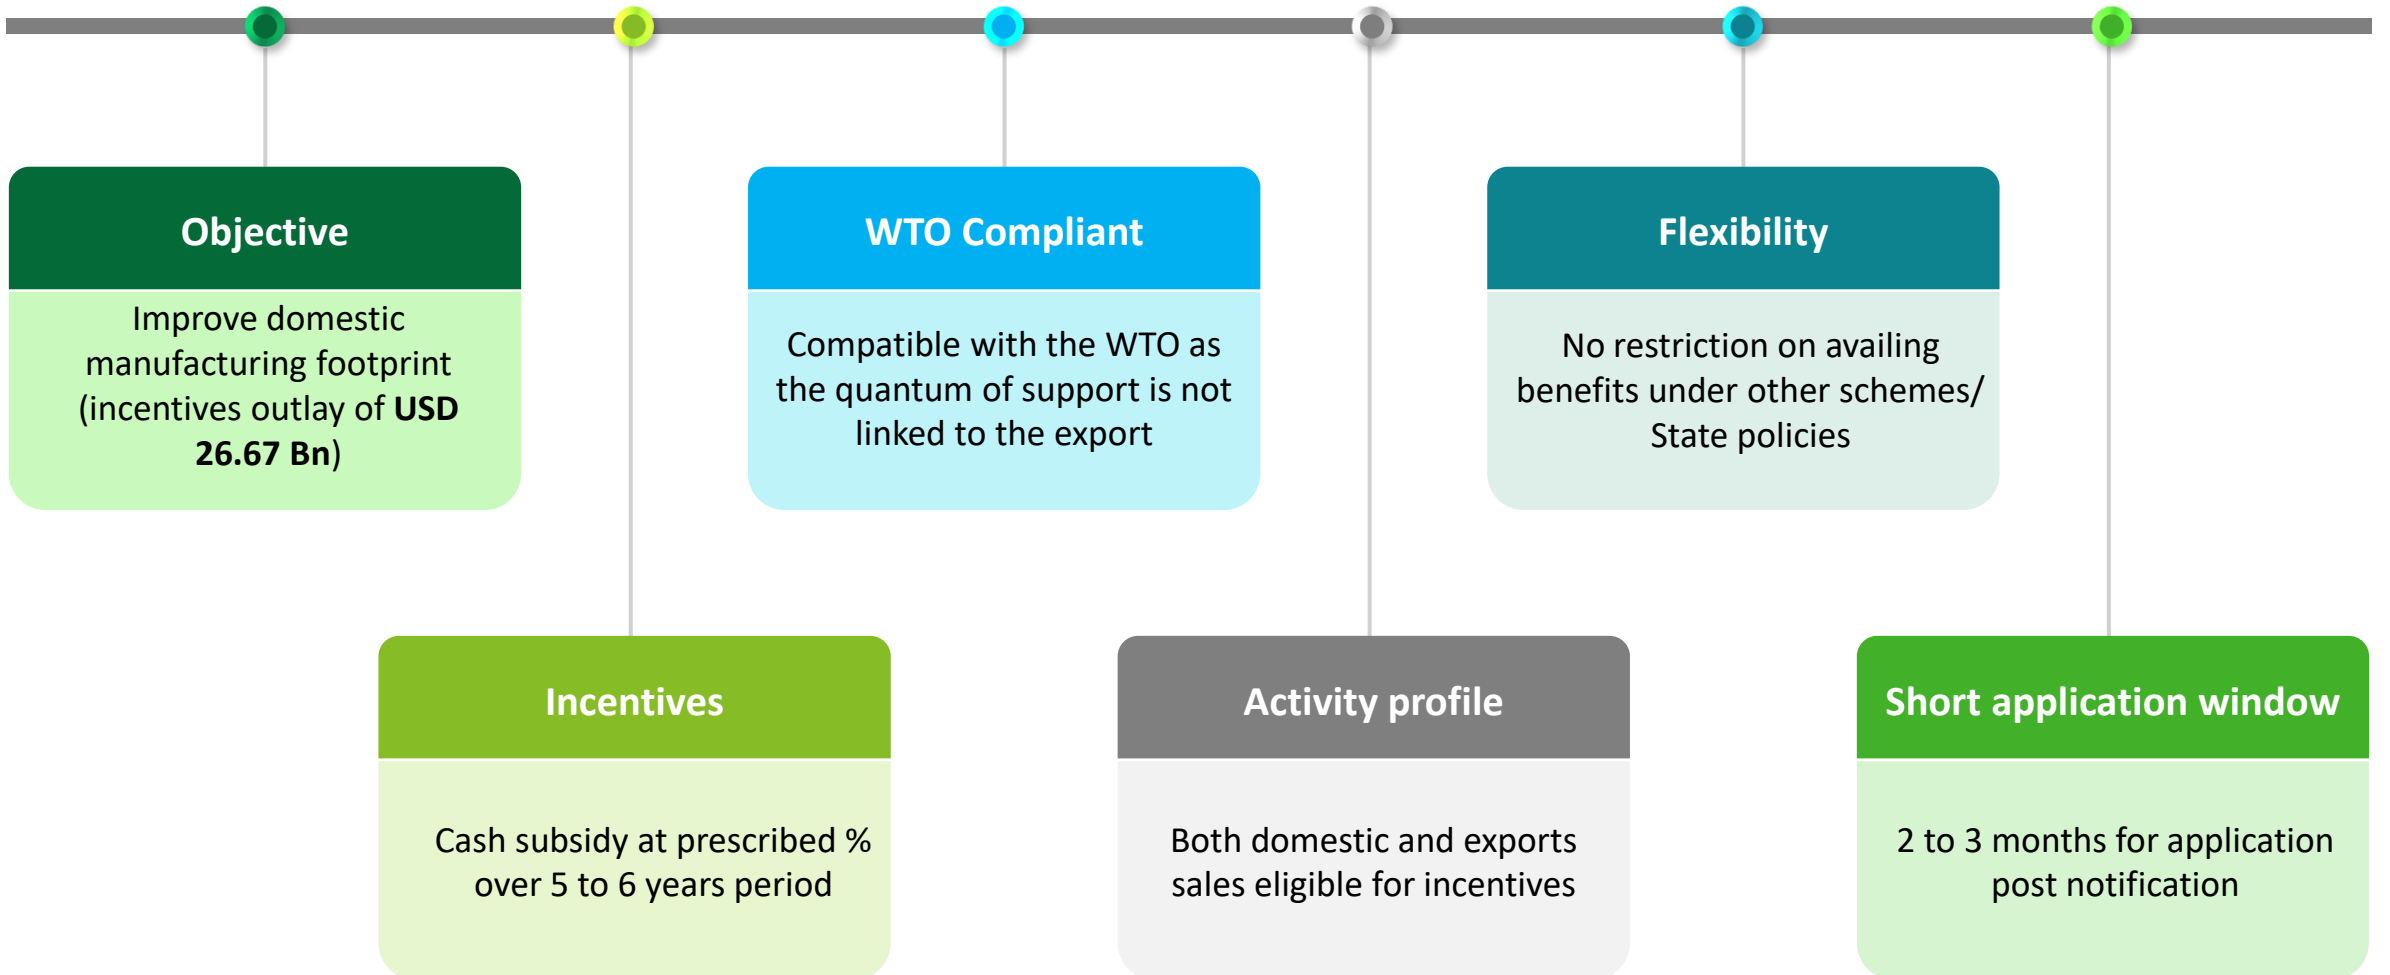 Objective
Improve domestic
manufacturing footprint
(incentives outlay of USD
26.67 Bn)
Incentives
Cash subsidy at prescribed %
over 5 to 6 years period
WTO Compliant
Compatible with the WTO as
the quantum of support is not
linked to the export
Activity profile
Both domestic and exports
sales eligible for incentives
Flexibility
No restriction on availing
benefits under other schemes/
State policies
Short application window
2 to 3 months for application
post notification